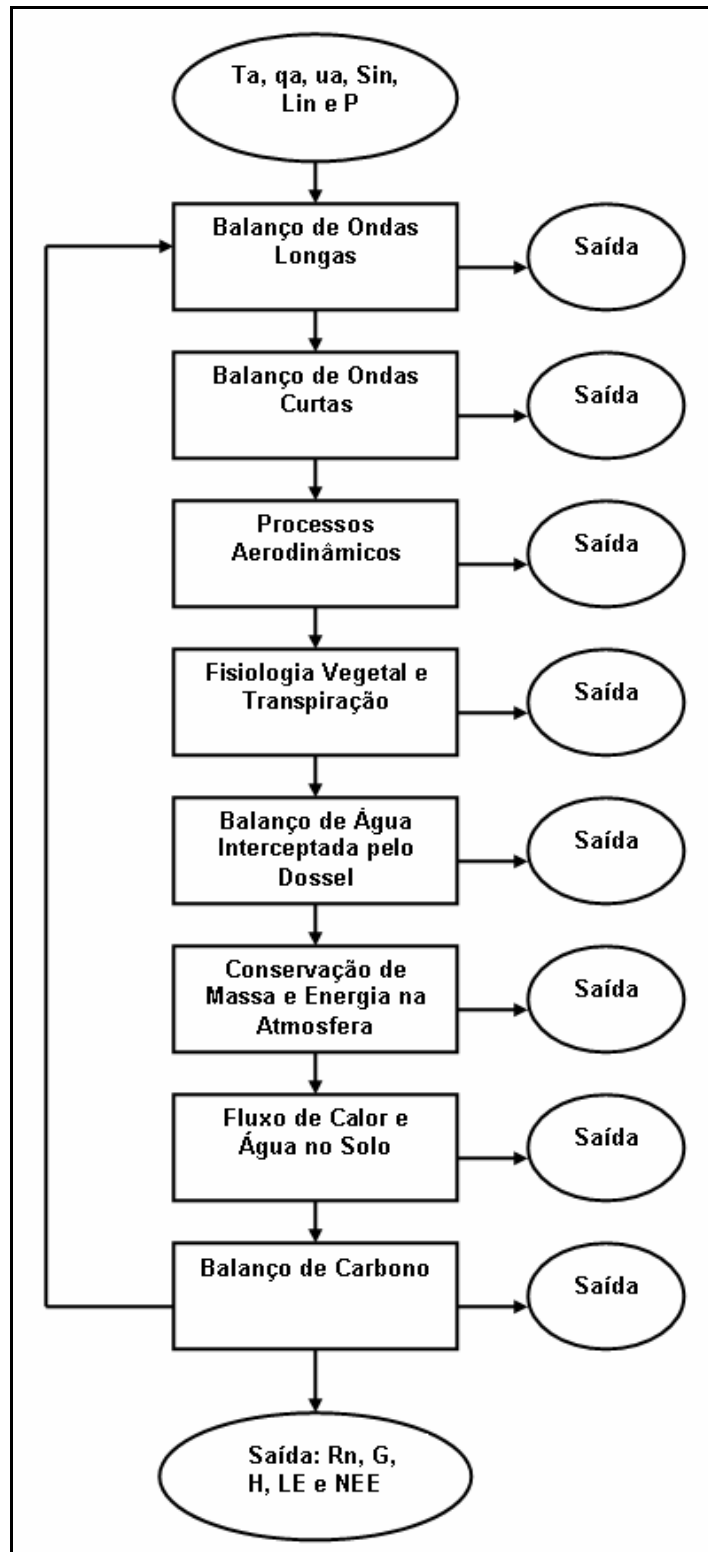 Ta, qa, ua, Sin,
Lin e P
Balanço de Ondas
Longas
Saída
Balanço de Ondas
Curtas
Saída
Processos
Aerodinâmicos
Saída
Fisiologia Vegetal e
Transpiração
Saída
Balanço de Água
Interceptada pelo
Dossel
Saída
Conservação de
Massa e Energia na
Atmosfera
Saída
Fluxo de Calor e
Água no Solo
Saída
Balanço de Carbono
Saída
Saída: Rn, G,
H, LE e NEE